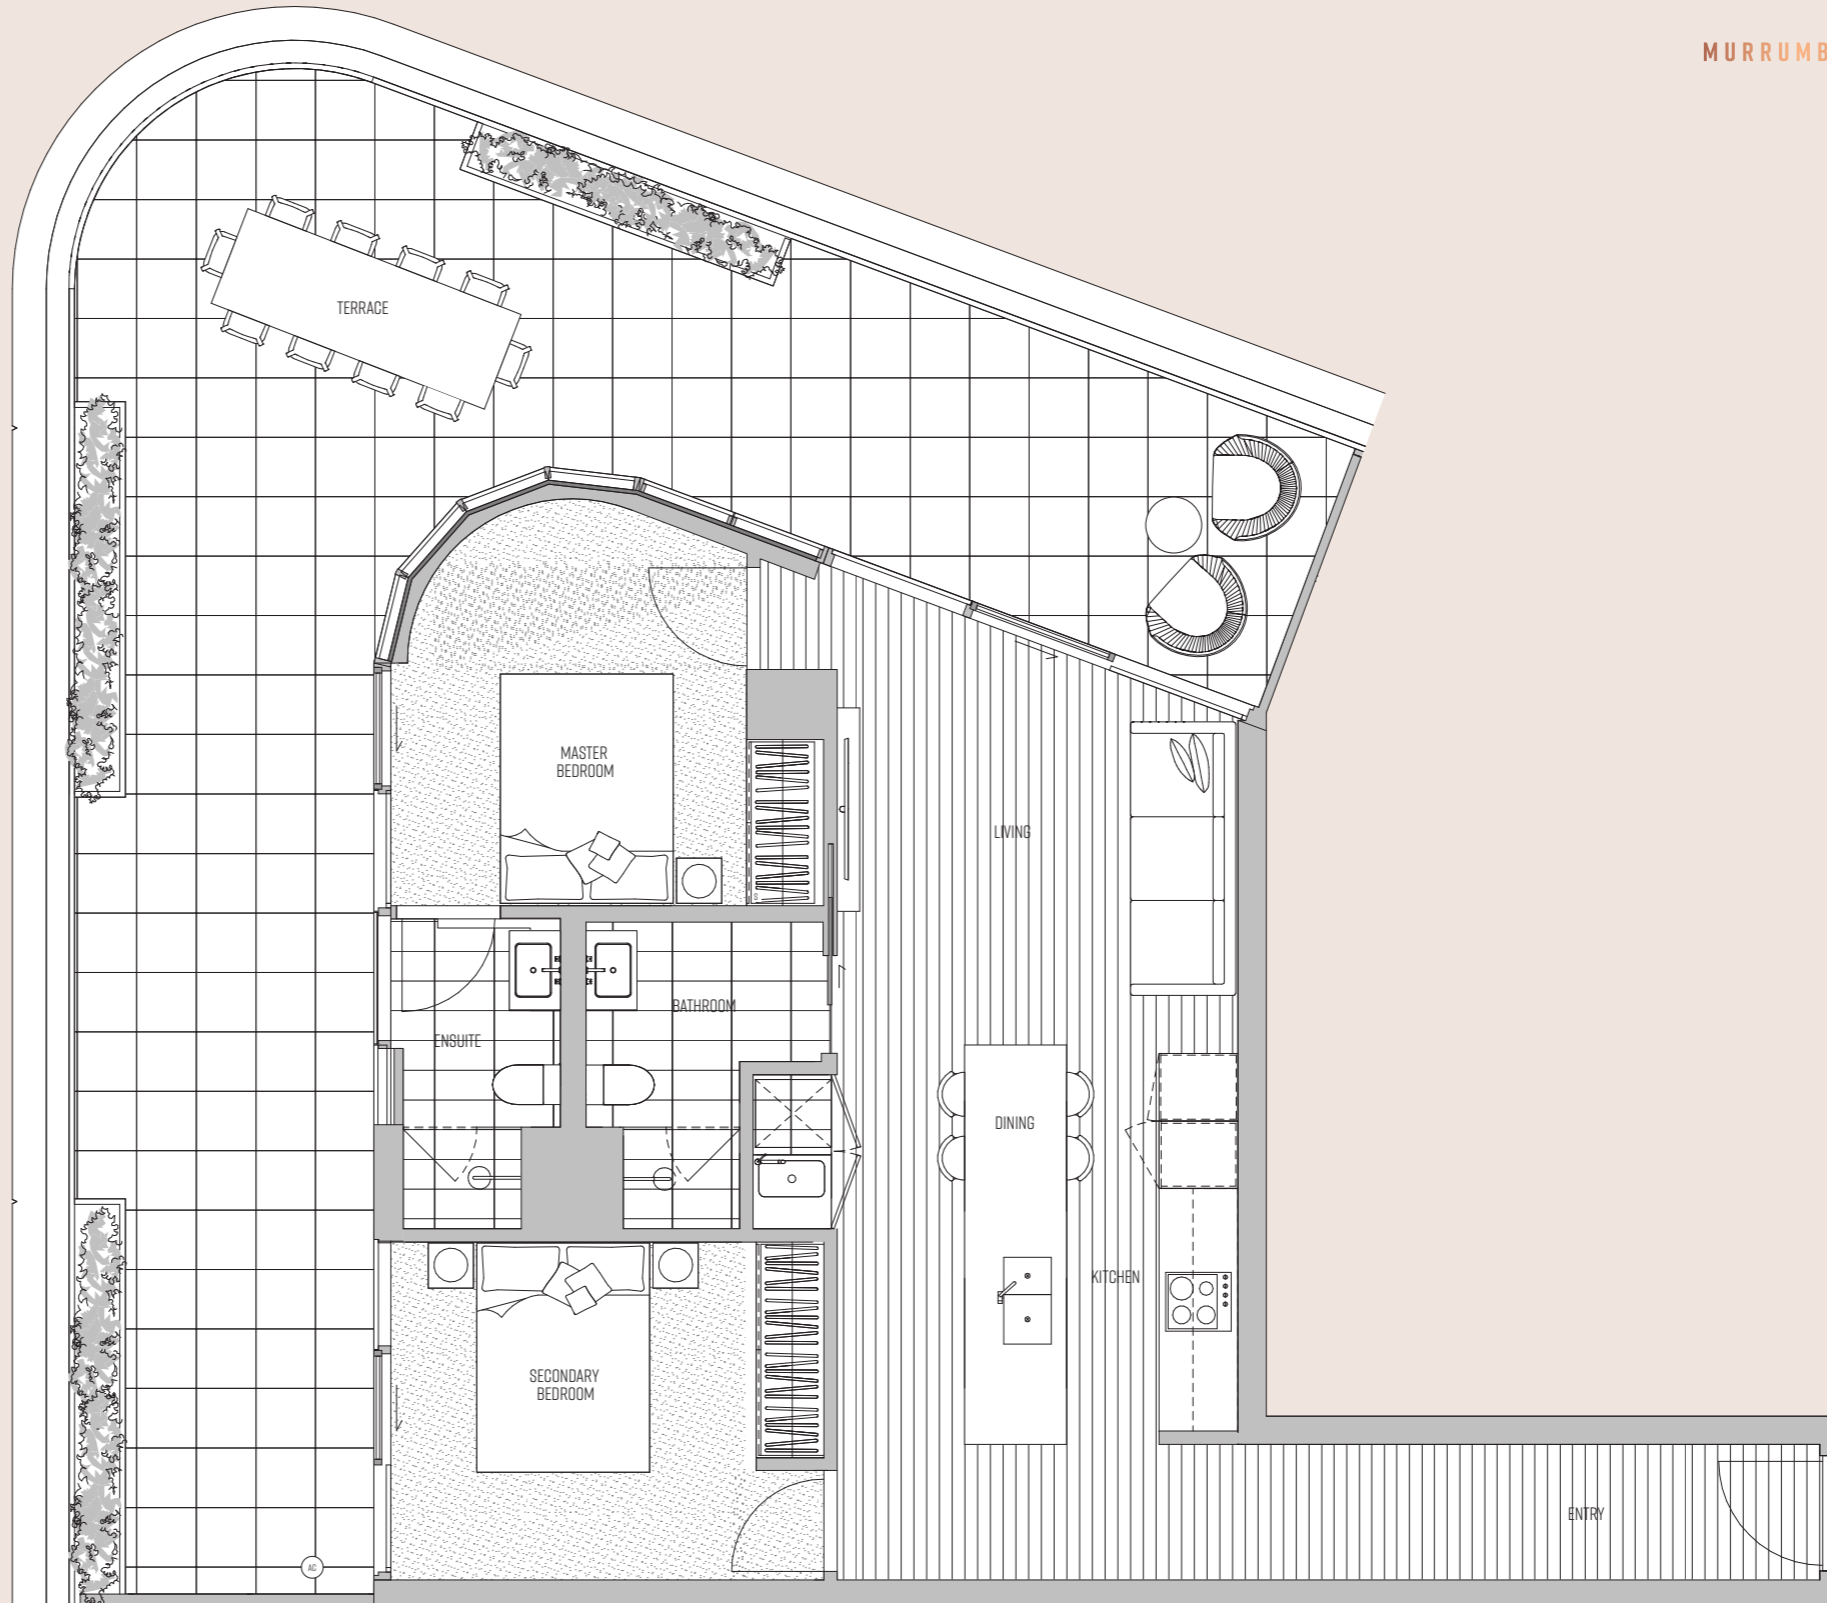 MURRUMB
TERRACE
MASTER
BEDROOM
LIVING
BATHROOM
ENSUITE
DINING
KITCHEN
SECONDARY
BEDROOM
ENTRY
AC